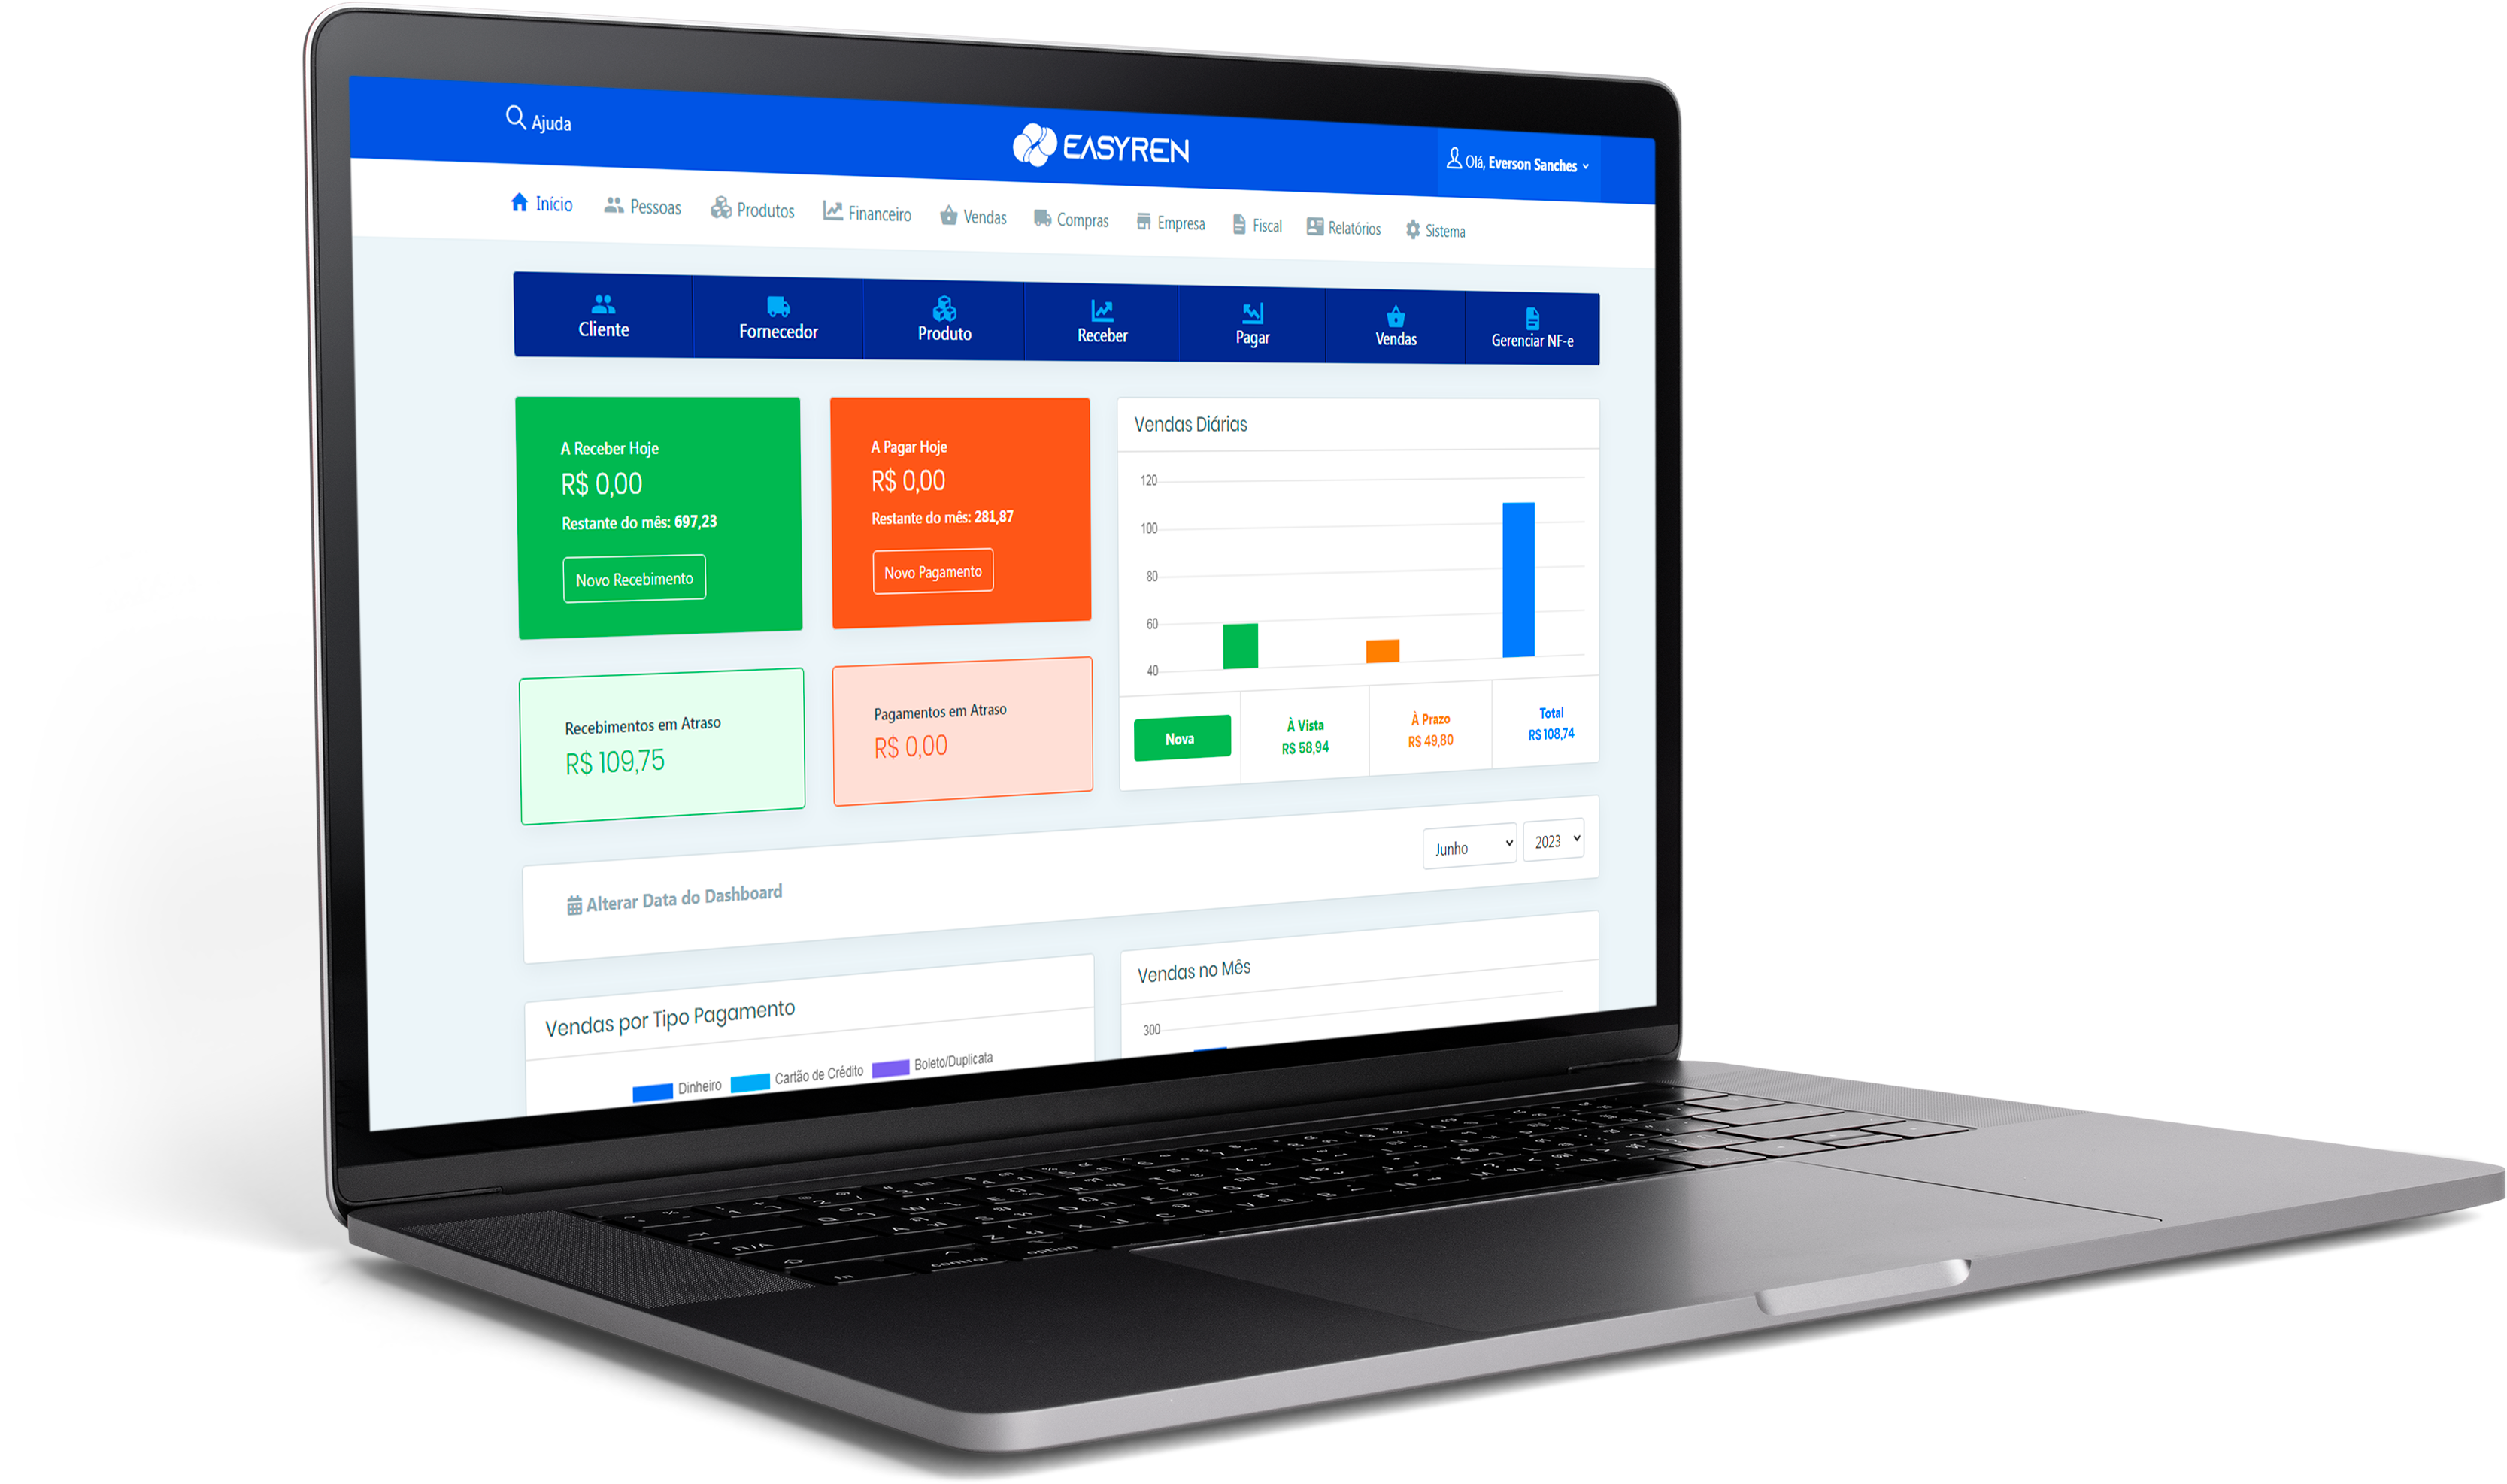 Ajuda
EASYREN
Olá, Everson Sanches
Início
Pessoas
Produtos
Financeiro
Vendas
Compras
Empresa
Fiscal
Relatórios
Sistema
Cliente
Fornecedor
Produto
Receber
Pagar
Vendas
Gerenciar NF-e
A Receber Hoje
R$ 0,00
Restante do mês: 697,23
Novo Recebimento
A Pagar Hoje
R$ 0,00
Restante do mês: 281,87
Novo Pagamento
Vendas Diárias
120
100
80
60
40
Nova
À Vista
R$ 58,94
À Prazo
R$ 49,80
Total
R$ 108,74
Recebimentos em Atraso
R$ 109,75
Pagamentos em Atraso
R$ 0,00
Alterar Data do Dashboard
Junho
2023
Vendas por Tipo Pagamento
Dinheiro
Cartão de Crédito
Boleto/Duplicata
Vendas no Mês
300
fn
control
option